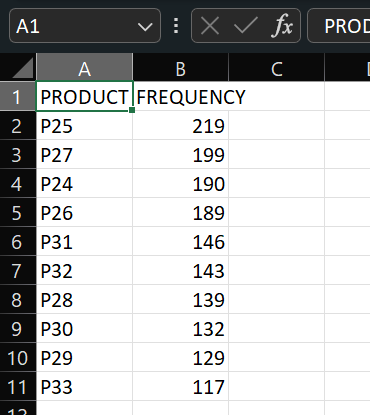 A1 fx PROD
A B C
1 PRODUCT FREQUENCY
2 P25 219
3 P27 199
4 P24 190
5 P26 189
6 P31 146
7 P32 143
8 P28 139
9 P30 132
10 P29 129
11 P33 117